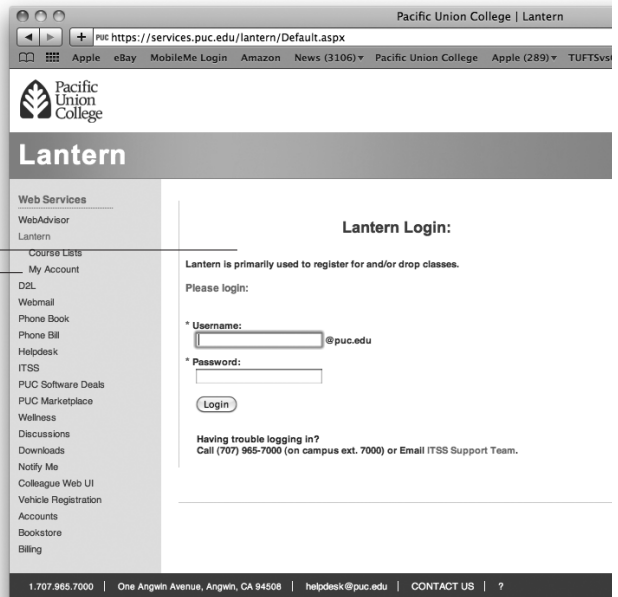 Pacific Union College | Lantern
PUC https://services.puc.edu/lantern/Default.aspx
Apple eBay MobileMe Login Amazon News (3106) Pacific Union College Apple (289) TUFTSvs
Pacific
Union
College
Lantern
Web Services
WebAdvisor
Lantern
Course Lists
My Account
D2L
Webmail
Phone Book
Phone Bill
Helpdesk
ITSS
PUC Software Deals
PUC Marketplace
Wellness
Discussions
Downloads
Notify Me
Colleague Web UI
Vehicle Registration
Accounts
Bookstore
Billing
Lantern Login:
Lantern is primarily used to register for and/or drop classes.
Please login:
* Username:
@puc.edu
* Password:
Login
Having trouble logging in?
Call (707) 965-7000 (on campus ext. 7000) or Email ITSS Support Team.
1.707.965.7000 | One Angwin Avenue, Angwin, CA 94508 | helpdesk@puc.edu | CONTACT US | ?